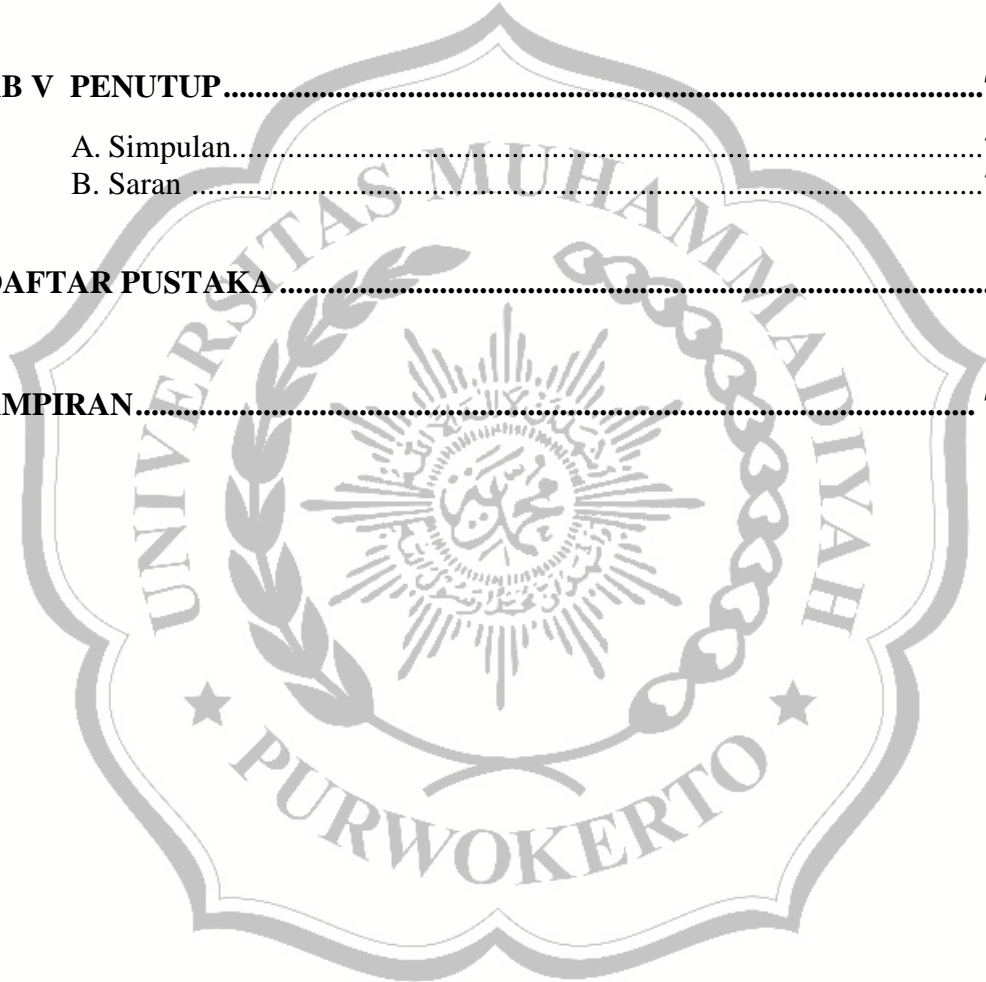 B V PENUTUP
A. Simpulan
B. Saran
DAFTAR PUSTAKA
MPIRAN
UNIVERSITAS MUHAMMADIYAH
PURWOKERTO